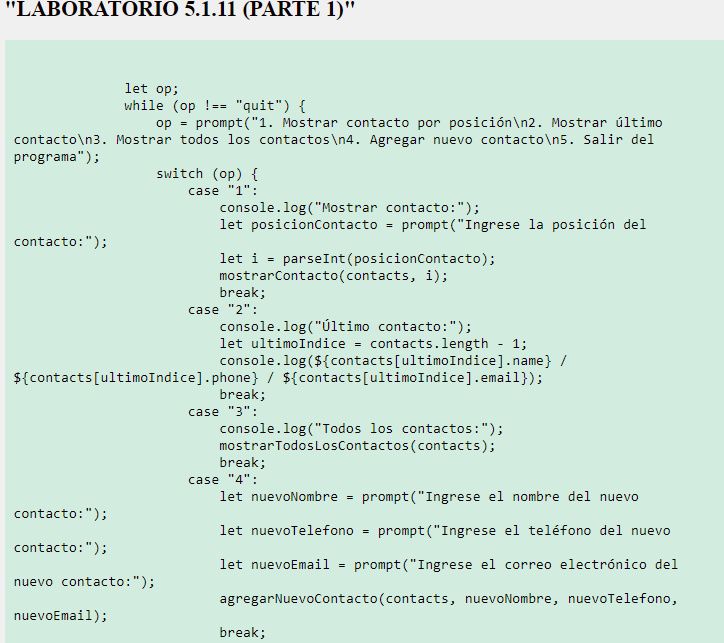 "LABORATORIO 5.1.11 (PARTE 1)"
let op;
while (op !== "quit") {
op = prompt("1. Mostrar contacto por posición\n2. Mostrar último
contacto\n3. Mostrar todos los contactos\n4. Agregar nuevo contacto\n5. Salir del
programa");
switch (op) {
case "1":
console.log("Mostrar contacto:");
let posicionContacto = prompt("Ingrese la posición del
contacto:");
let i = parseInt(posicionContacto);
mostrarContacto(contacts, i);
break;
case "2":
console.log("Último contacto:");
let ultimoIndice = contacts.length - 1;
console.log(${contacts[ultimoIndice].name} /
${contacts[ultimoIndice].phone} / ${contacts[ultimoIndice].email});
break;
case "3":
console.log("Todos los contactos:");
mostrarTodosLosContactos(contacts);
break;
case "4":
let nuevoNombre = prompt("Ingrese el nombre del nuevo
contacto:");
let nuevoTelefono = prompt("Ingrese el teléfono del nuevo
contacto:");
let nuevoEmail = prompt("Ingrese el correo electrónico del
nuevo contacto:");
agregarNuevoContacto(contacts, nuevoNombre, nuevoTelefono,
nuevoEmail);
break;